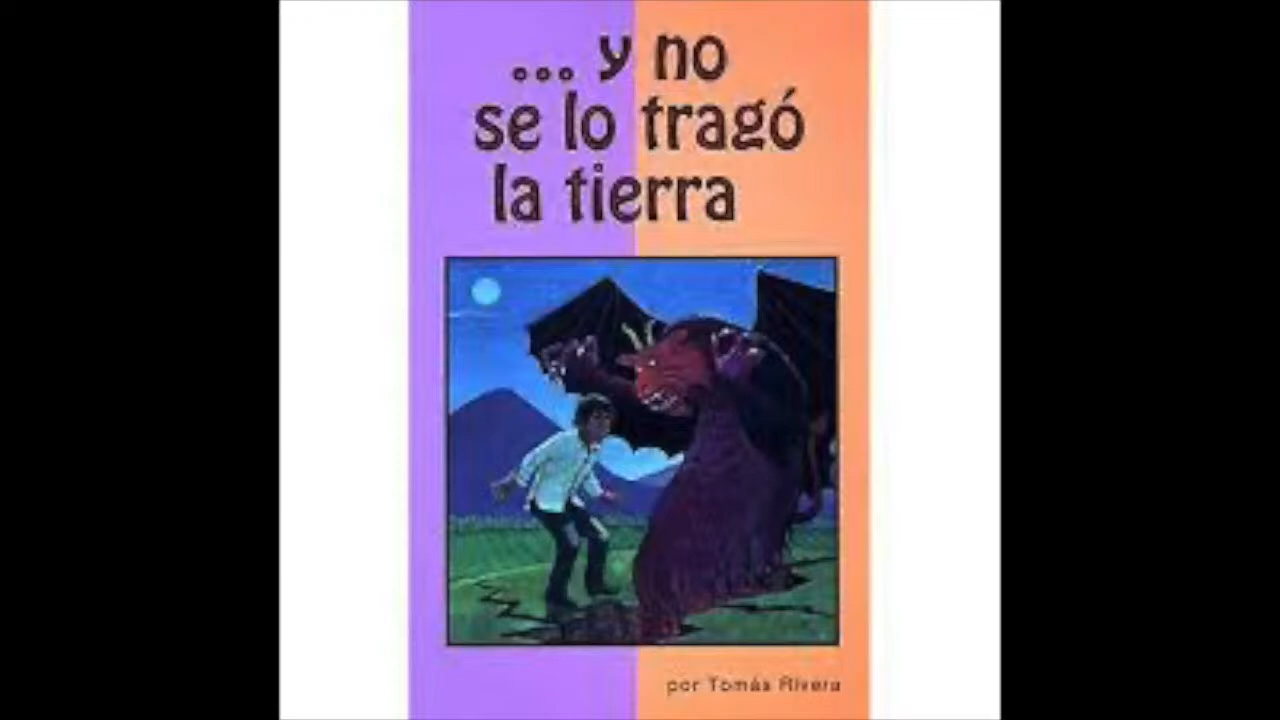 ... y no
se lo tragó
la tierra
por Tomás Rivera